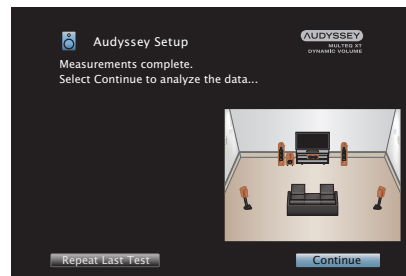 Audyssey Setup
AUDYSSEY
MULTEQ XT
DYNAMIC VOLUME
Measurements complete.
Select Continue to analyze the data...
Repeat Last Test
Continue